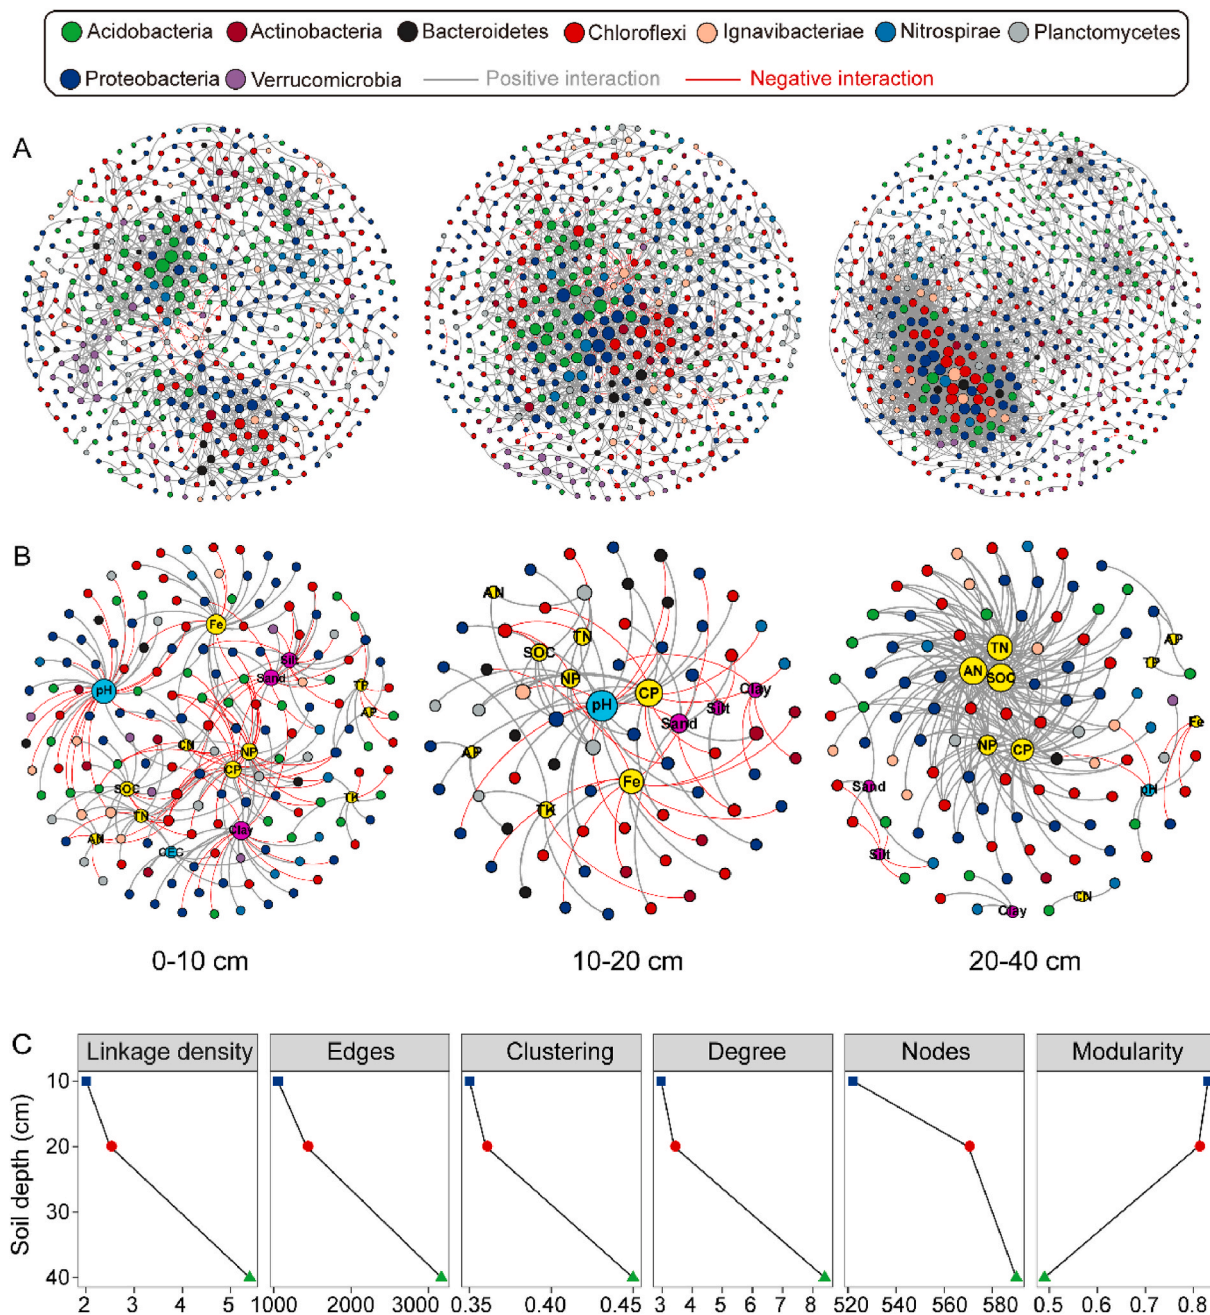 Acidobacteria Actinobacteria Bacteroidetes Chloroflexi Ignavibacteriae Nitrospirae Planctomycetes
Proteobacteria Verrucomicrobia Positive interaction Negative interaction
A
B
Fe
Silt
Sand
pH
TP
AP
CN
NP
CP
SOC
TN
TK
AN
Clay
CEC
AN
TN
SOC
NP
CP
pH
Clay
Silt
Sand
AP
Fe
TK
TN
AN
SOC
NP
CP
AP
TP
Fe
pH
Sand
Silt
Clay
CN
0-10 cm 10-20 cm 20-40 cm
C
Linkage density Edges Clustering Degree Nodes Modularity
Soil depth (cm)
10
20
30
40
2 3 4 5 1000 2000 3000 0.35 0.40 0.45 3 4 5 6 7 8 520 540 560 580 0.5 0.6 0.7 0.8